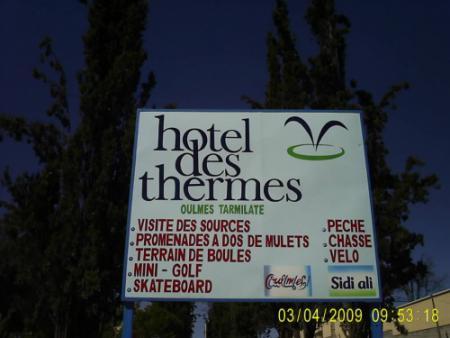 hotel
des
thermes
OULMES TARMILATE
. VISITE DES SOURCES
. PROMENADES A DOS DE MULETS
. TERRAIN DE BOULES
. MINI - GOLF
. SKATEBOARD
. PECHE
. CHASSE
. VELO
Oulmès
Sidi ali
03/04/2009 09:53:18